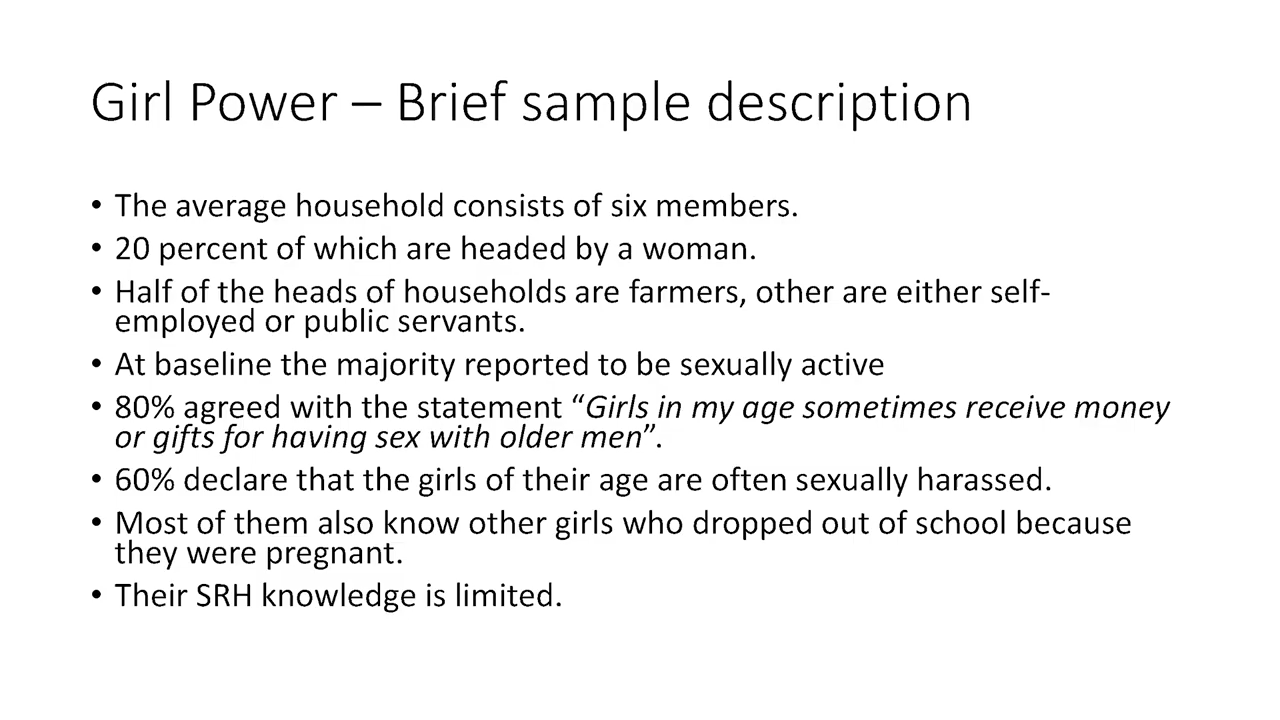 Girl Power – Brief sample description
• The average household consists of six members.
• 20 percent of which are headed by a woman.
• Half of the heads of households are farmers, other are either self-
employed or public servants.
• At baseline the majority reported to be sexually active
• 80% agreed with the statement “Girls in my age sometimes receive money
or gifts for having sex with older men”.
• 60% declare that the girls of their age are often sexually harassed.
• Most of them also know other girls who dropped out of school because
they were pregnant.
• Their SRH knowledge is limited.